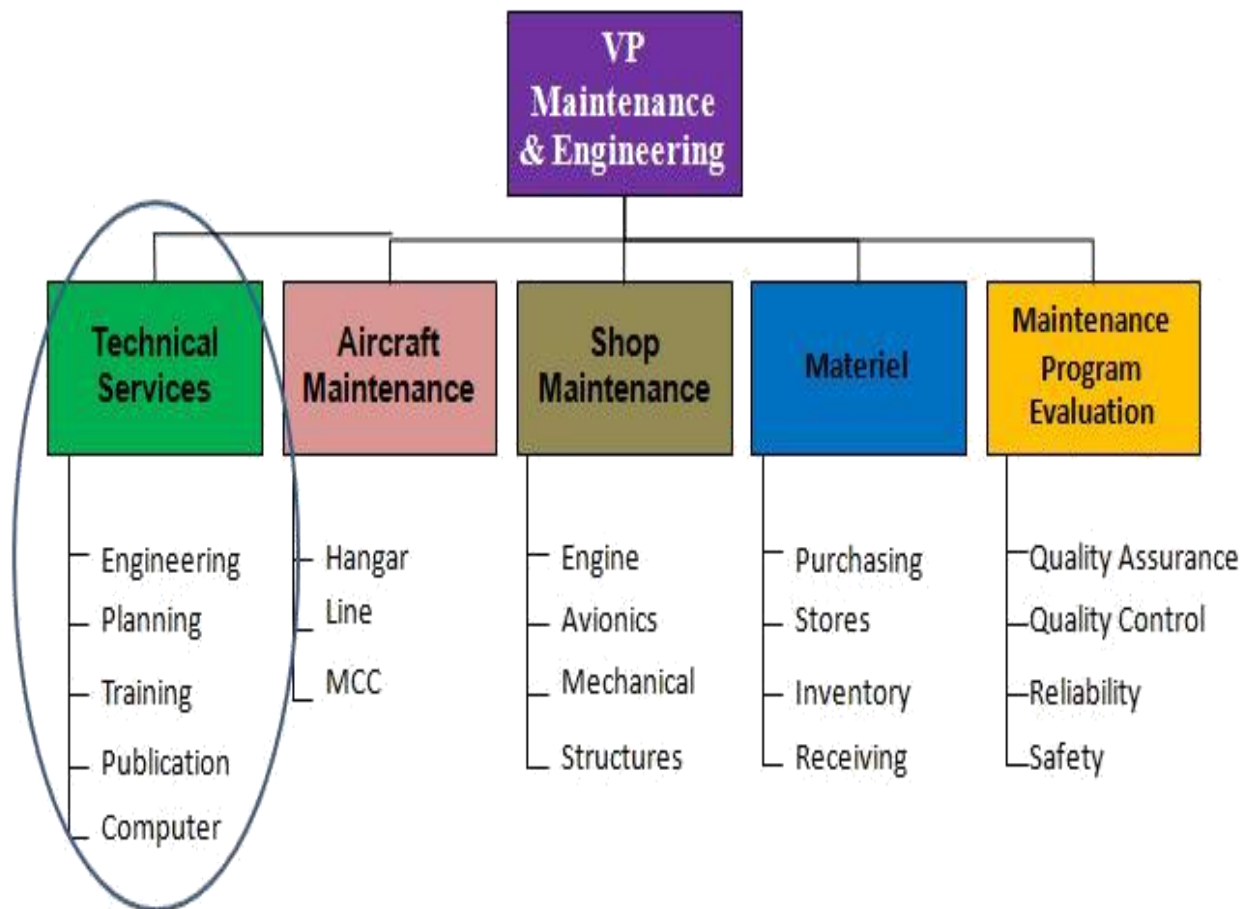 VP
Maintenance
& Engineering
Technical
Services
Aircraft
Maintenance
Shop
Maintenance
Materiel
Maintenance
Program
Evaluation
Engineering
Planning
Training
Publication
Computer
Hangar
Line
MCC
Engine
Avionics
Mechanical
Structures
Purchasing
Stores
Inventory
Receiving
Quality Assurance
Quality Control
Reliability
Safety